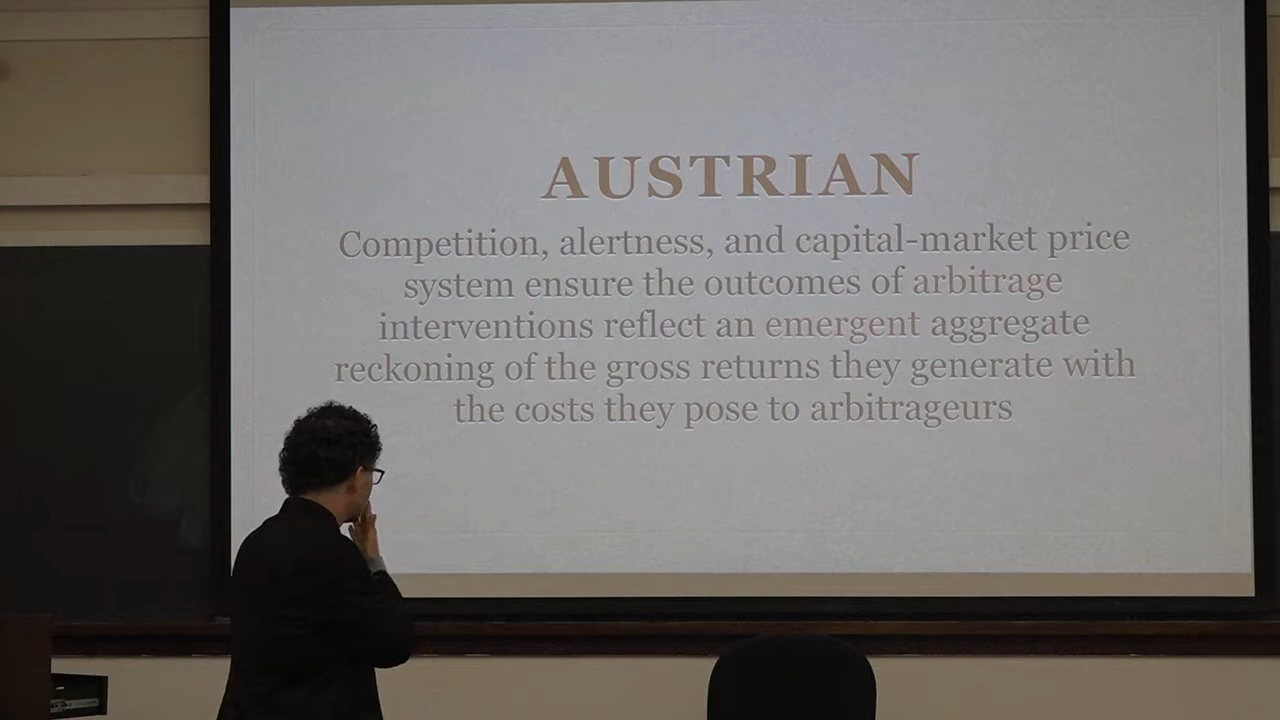 AUSTRIAN
Competition, alertness, and capital-market price
system ensure the outcomes of arbitrage
interventions reflect an emergent aggregate
reckoning of the gross returns they generate with
the costs they pose to arbitrageurs